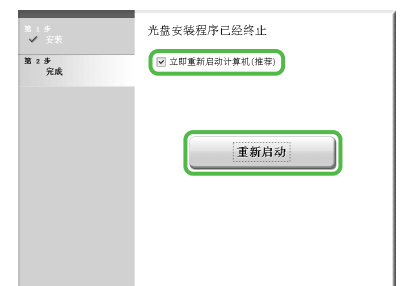 第 1 步
安装
第 2 步
完成
光盘安装程序已经终止
立即重新启动计算机(推荐)
重新启动